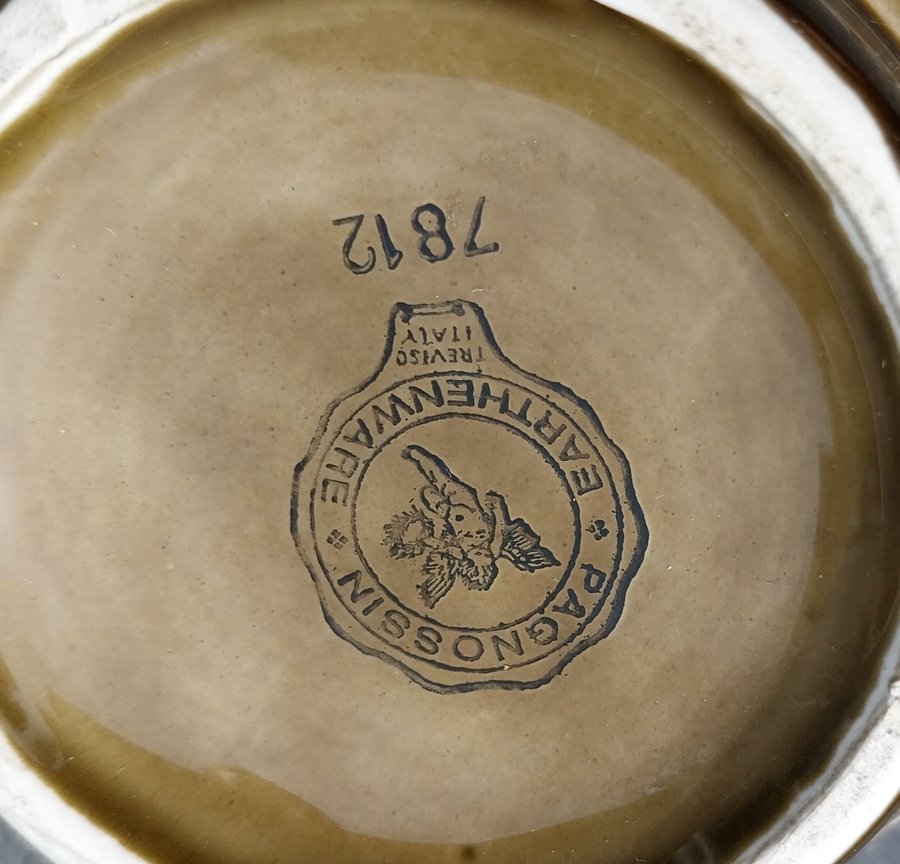 PAGNOSSIN
EARTHENWARE
TREVISO
ITALY
7812